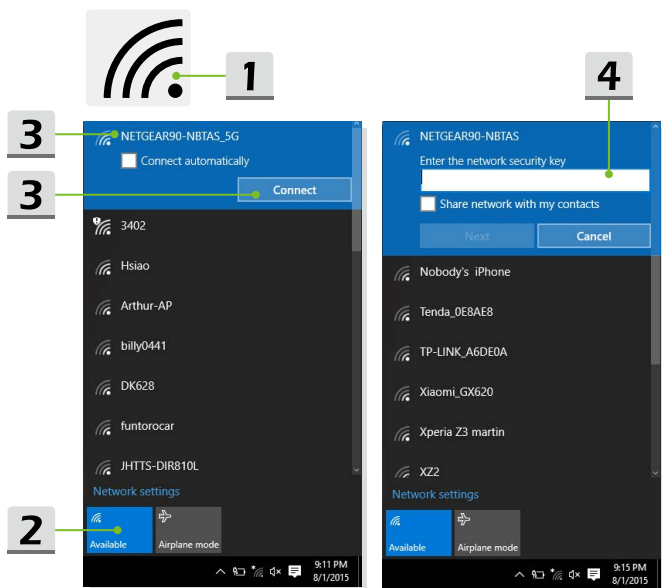 1
4
3
NETGEAR90-NBTAS_5G
Connect automatically
3
Connect
3402
Hsiao
Arthur-AP
billy0441
DK628
funtorocar
JHTTS-DIR810L
Network settings
2
Available
Airplane mode
9:11 PM
8/1/2015
NETGEAR90-NBTAS
Enter the network security key
Share network with my contacts
Next
Cancel
Nobody's iPhone
Tenda_0E8AE8
TP-LINK_A6DE0A
Xiaomi_GX620
Xperia Z3 martin
XZ2
Network settings
Available
Airplane mode
9:15 PM
8/1/2015